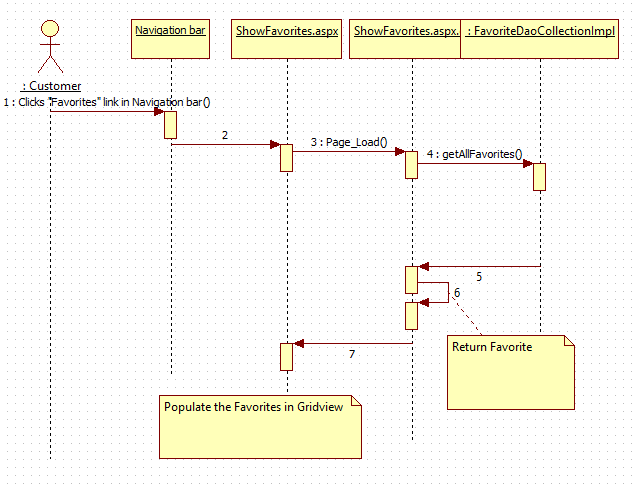 Navigation bar
ShowFavorites.aspx
ShowFavorites.aspx.
: FavoriteDaoCollectionImpl
: Customer
1 : Clicks "Favorites" link in Navigation bar()
2
3 : Page_Load()
4 : getAllFavorites()
5
6
7
Return Favorite
Populate the Favorites in Gridview